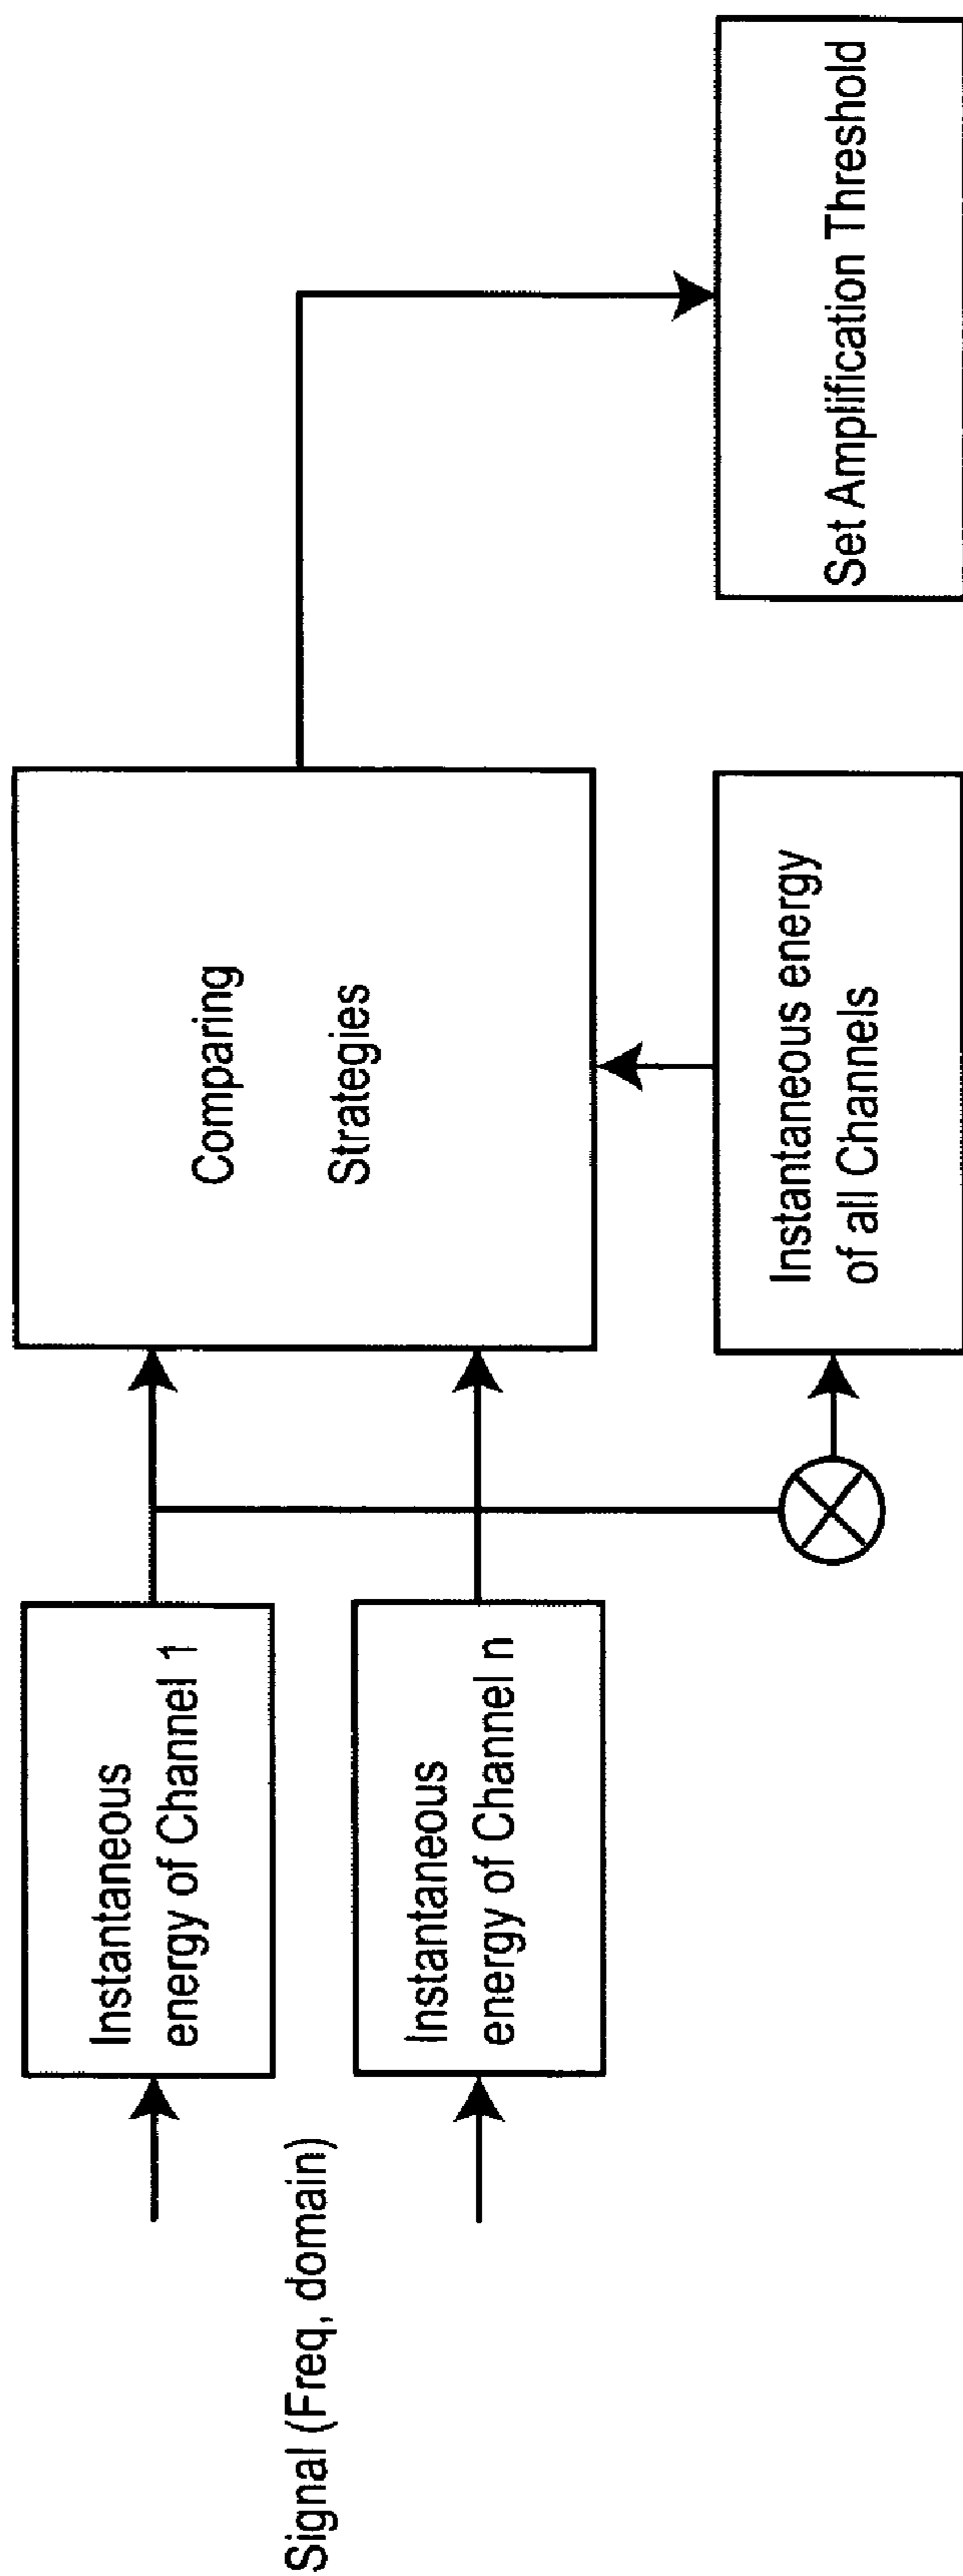 Signal (Freq, domain)
Instantaneous
energy of Channel 1
Instantaneous
energy of Channel n
Comparing
Strategies
Instantaneous energy
of all Channels
Set Amplification Threshold